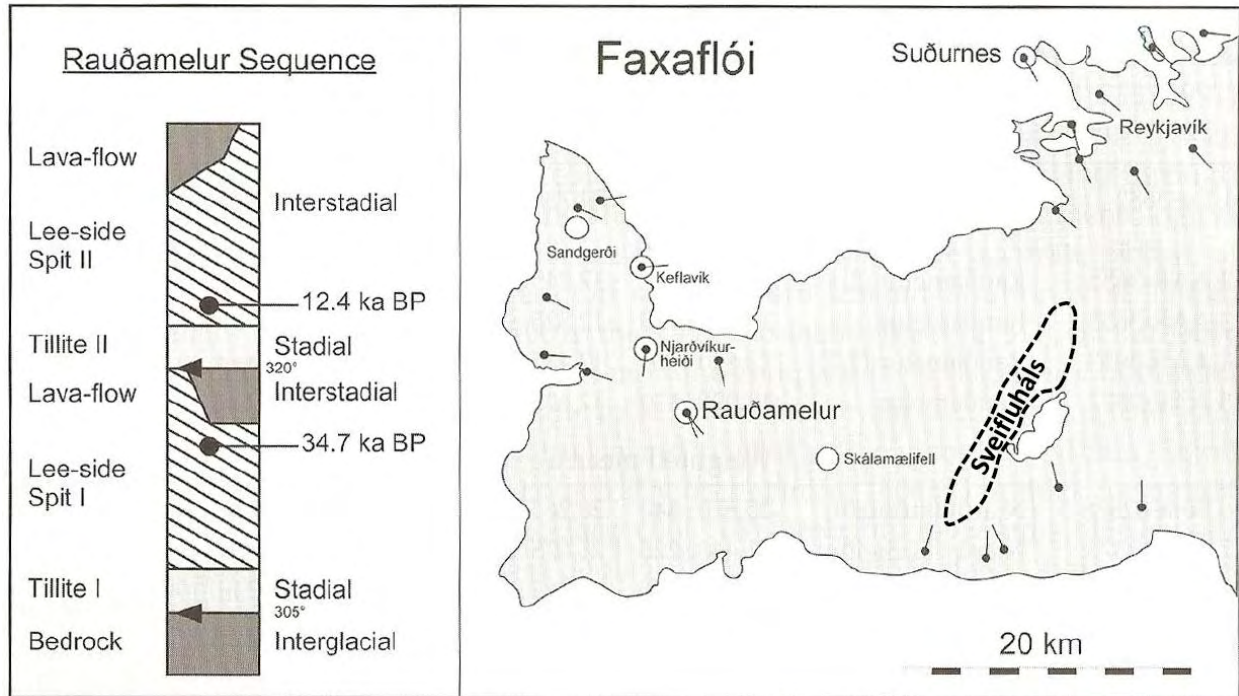 Rauðamelur Sequence
Lava-flow
Interstadial
Lee-side
Spit II
12.4 ka BP
Tillite II
Stadial
320°
Lava-flow
Interstadial
34.7 ka BP
Lee-side
Spit I
Tillite I
Stadial
305°
Bedrock
Interglacial
Faxaflói
Suðurnes
Reykjavík
Sandgerði
Keflavík
Njarðvíkur-
heiði
Rauðamelur
Skálamælifell
Sveifluháls
20 km